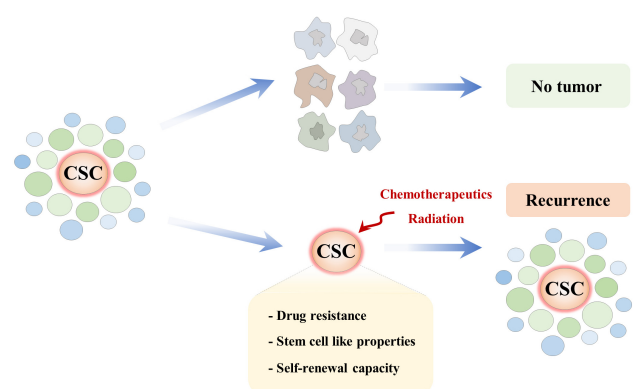 No tumor
CSC
Chemotherapeutics
Radiation
Recurrence
CSC
CSC
- Drug resistance
- Stem cell like properties
- Self-renewal capacity